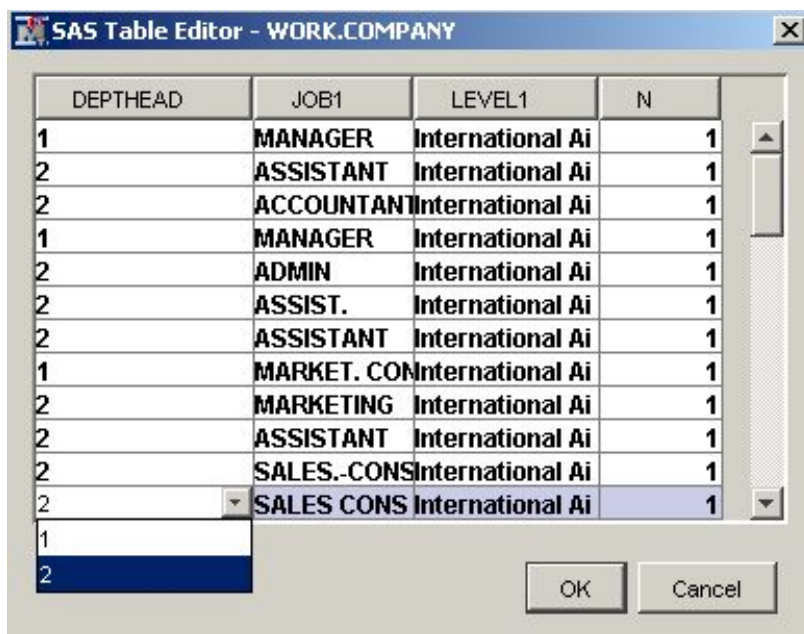 SAS Table Editor - WORK.COMPANY
DEPTHEAD JOB1 LEVEL1 N
1 MANAGER International Ai 1
2 ASSISTANT International Ai 1
2 ACCOUNTANT International Ai 1
1 MANAGER International Ai 1
2 ADMIN International Ai 1
2 ASSIST. International Ai 1
2 ASSISTANT International Ai 1
1 MARKET. CON International Ai 1
2 MARKETING International Ai 1
2 ASSISTANT International Ai 1
2 SALES.-CONS International Ai 1
2 SALES CONS International Ai 1
1
2
OK Cancel